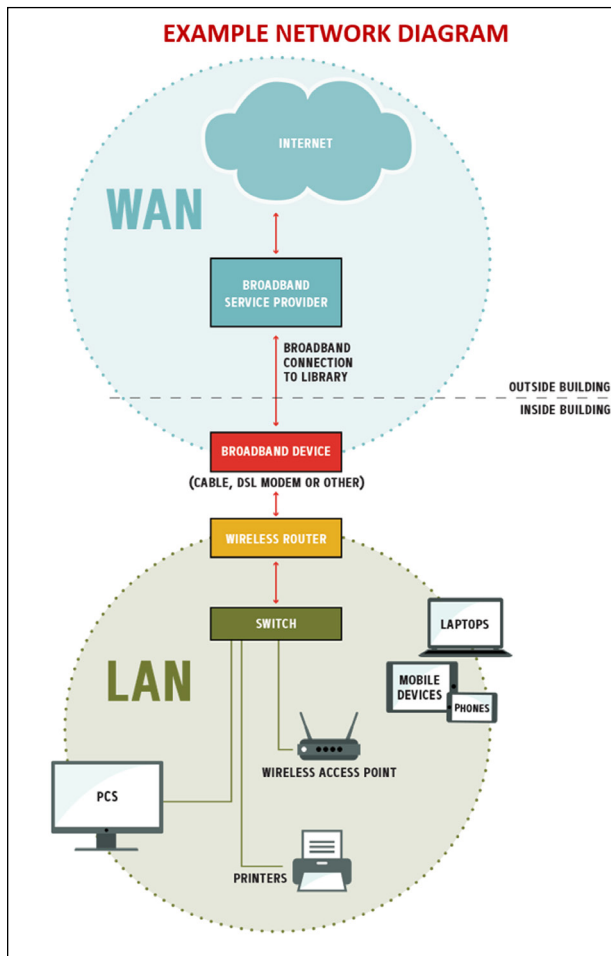 EXAMPLE NETWORK DIAGRAM
INTERNET
WAN
BROADBAND
SERVICE PROVIDER
BROADBAND
CONNECTION
TO LIBRARY
OUTSIDE BUILDING
INSIDE BUILDING
BROADBAND DEVICE
(CABLE, DSL MODEM OR OTHER)
WIRELESS ROUTER
SWITCH
LAPTOPS
LAN
MOBILE
DEVICES
PHONES
WIRELESS ACCESS POINT
PCS
PRINTERS